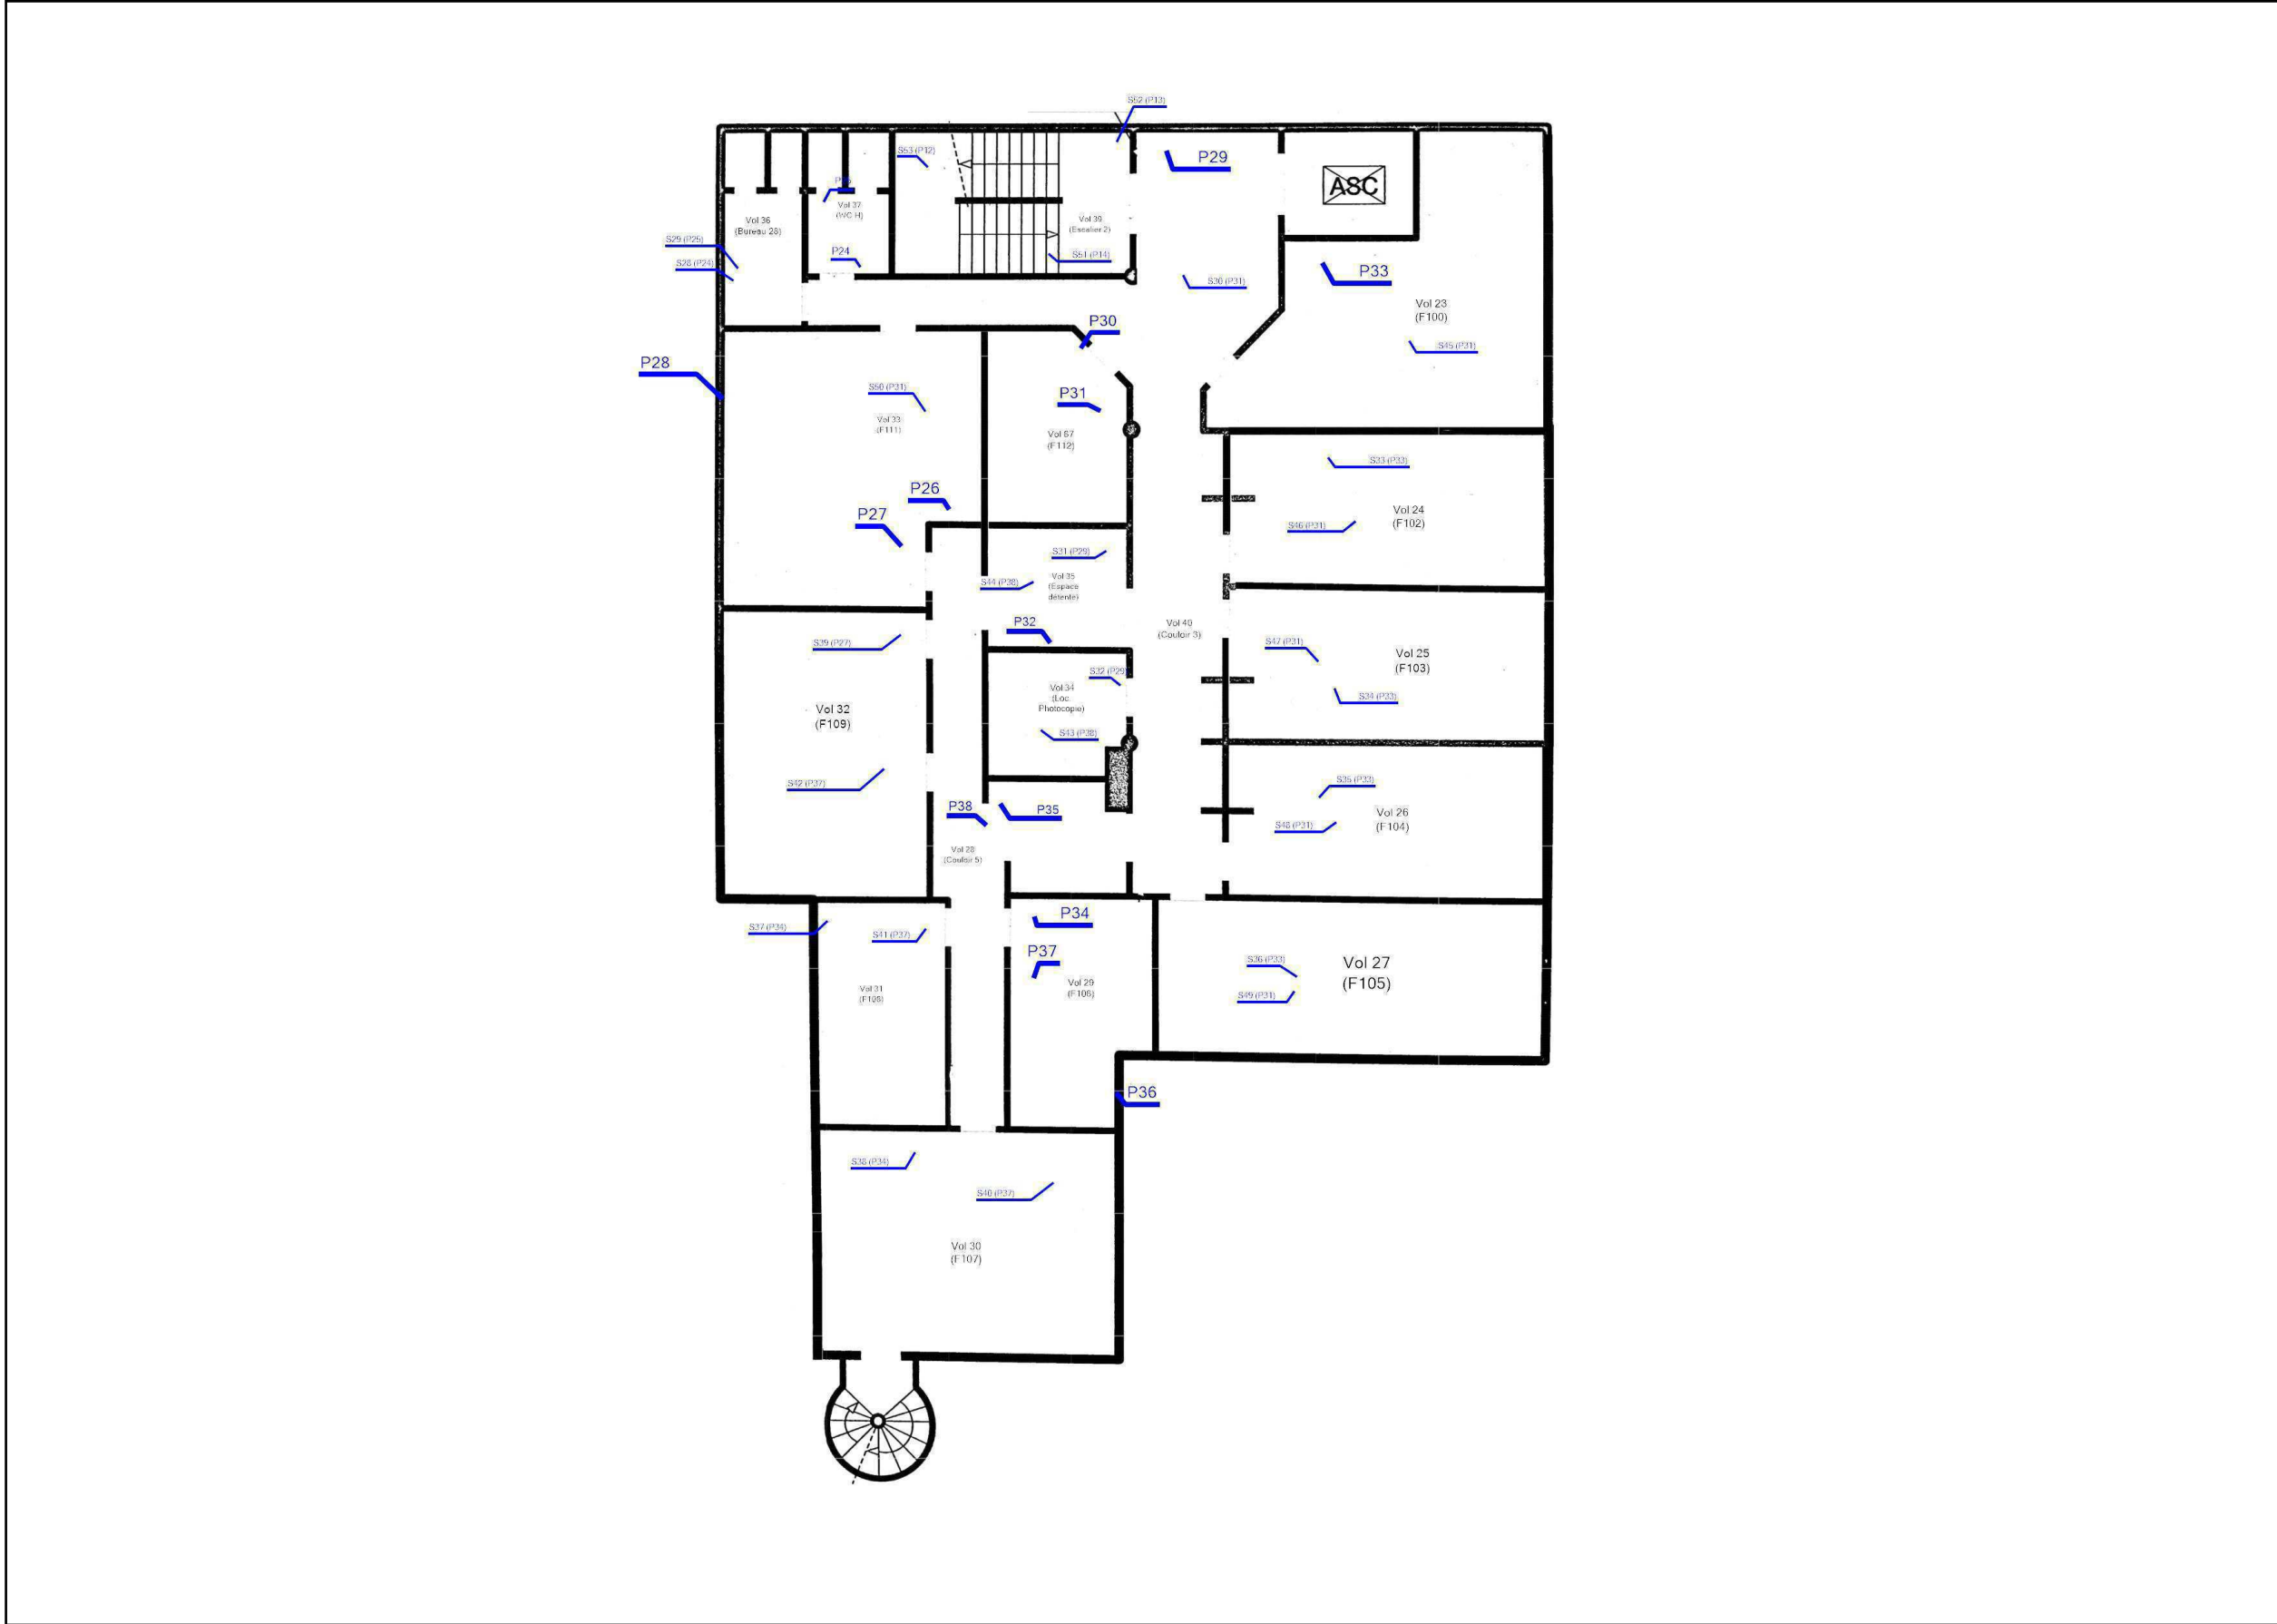 S52 (P13)
S53 (P12)
P29
ASC
Vol 37
(WC H)
Vol 36
(Bureau 28)
Vol 39
(Escalier 2)
S29 (P25)
P24
S51 (P14)
S28 (P24)
P33
S30 (P31)
Vol 23
(F100)
P30
S45 (P31)
P28
S50 (P31)
P31
Vol 33
(F111)
Vol 67
(F112)
S33 (P33)
P26
P27
Vol 24
(F102)
S46 (P31)
S31 (P29)
Vol 35
(Espace
détente)
S44 (P38)
P32
Vol 40
(Couloir 3)
S39 (P27)
S47 (P31)
Vol 25
(F103)
S32 (P29)
Vol 34
(Loc
Photocopie)
S34 (P33)
Vol 32
(F109)
S43 (P38)
S42 (P37)
S35 (P33)
P38
P35
Vol 26
(F104)
S48 (P31)
Vol 28
(Couloir 5)
P34
S37 (P34)
S41 (P37)
P37
S36 (P33)
Vol 27
(F105)
Vol 31
(F108)
Vol 29
(F106)
S49 (P31)
P36
S38 (P34)
S40 (P37)
Vol 30
(F107)